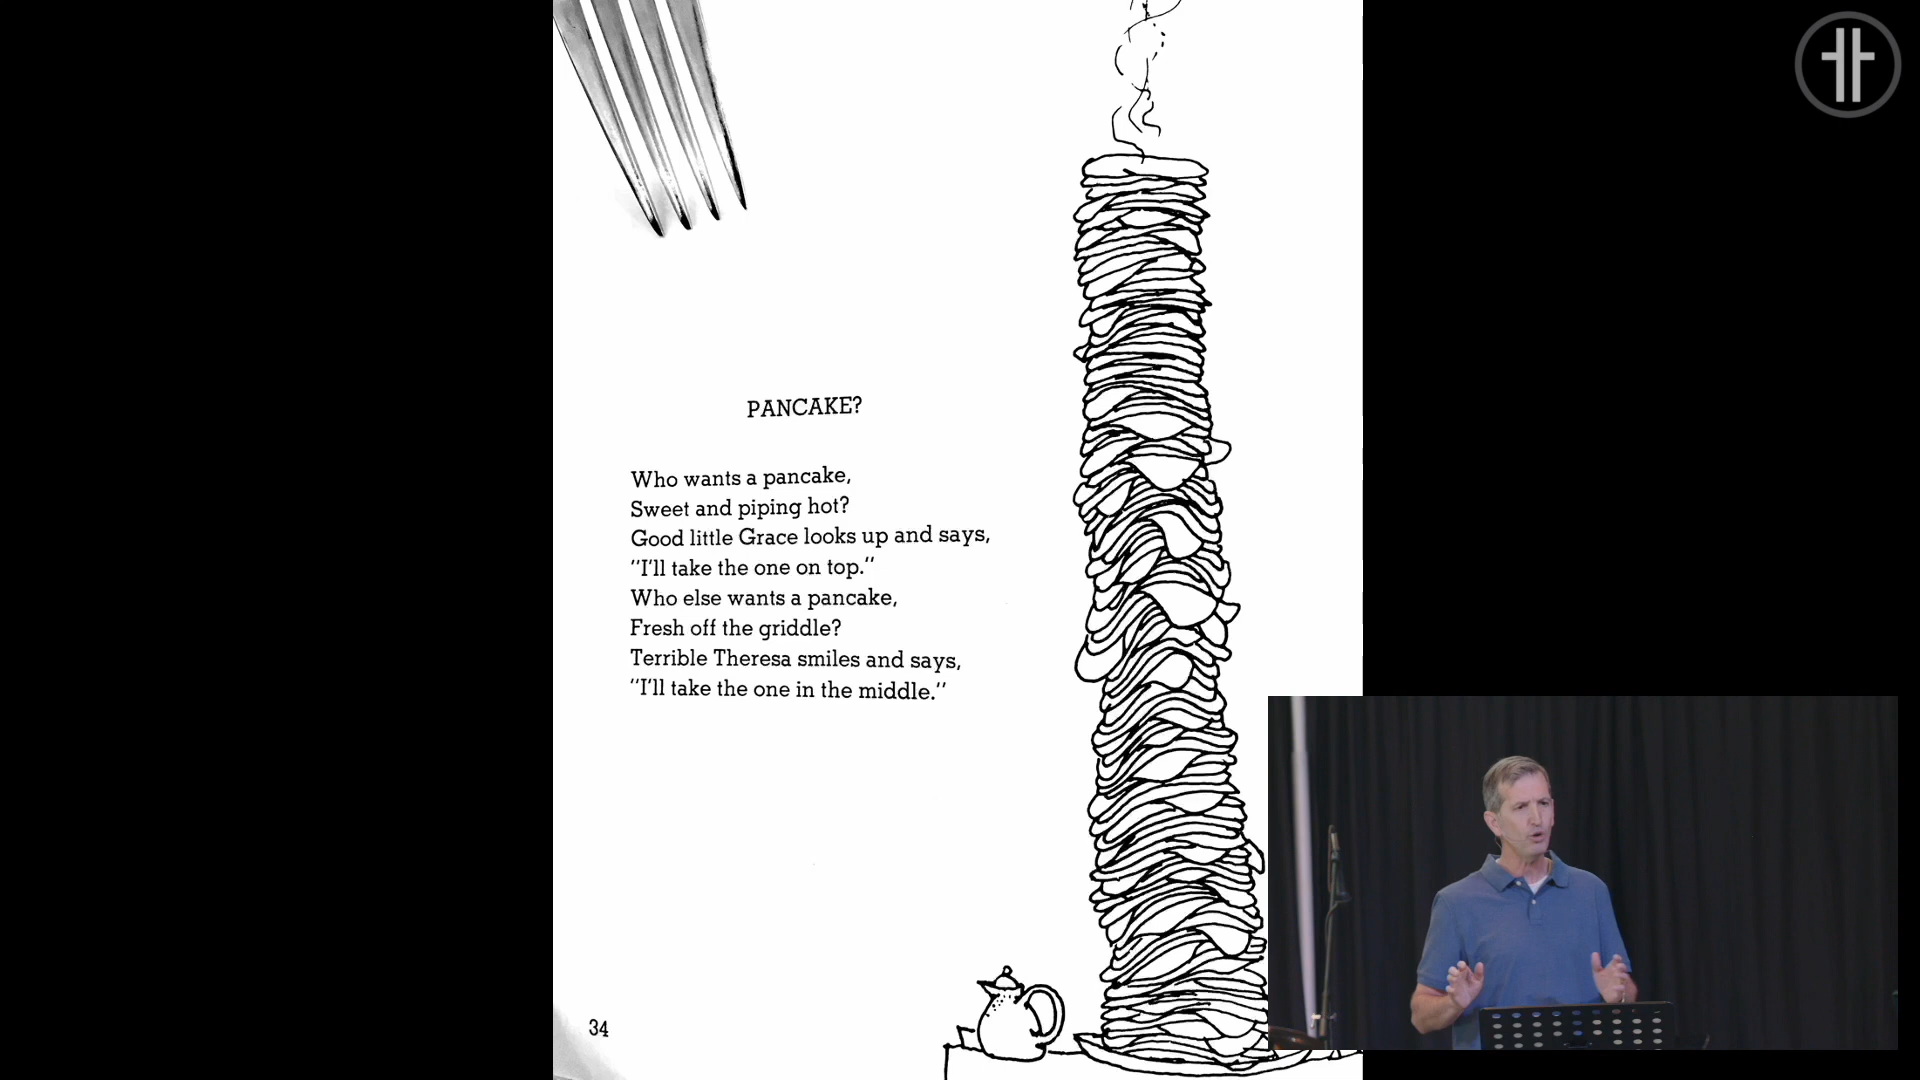 PANCAKE?
Who wants a pancake,
Sweet and piping hot?
Good little Grace looks up and says,
"I'll take the one on top."
Who else wants a pancake,
Fresh off the griddle?
Terrible Theresa smiles and says,
"I'll take the one in the middle."
34